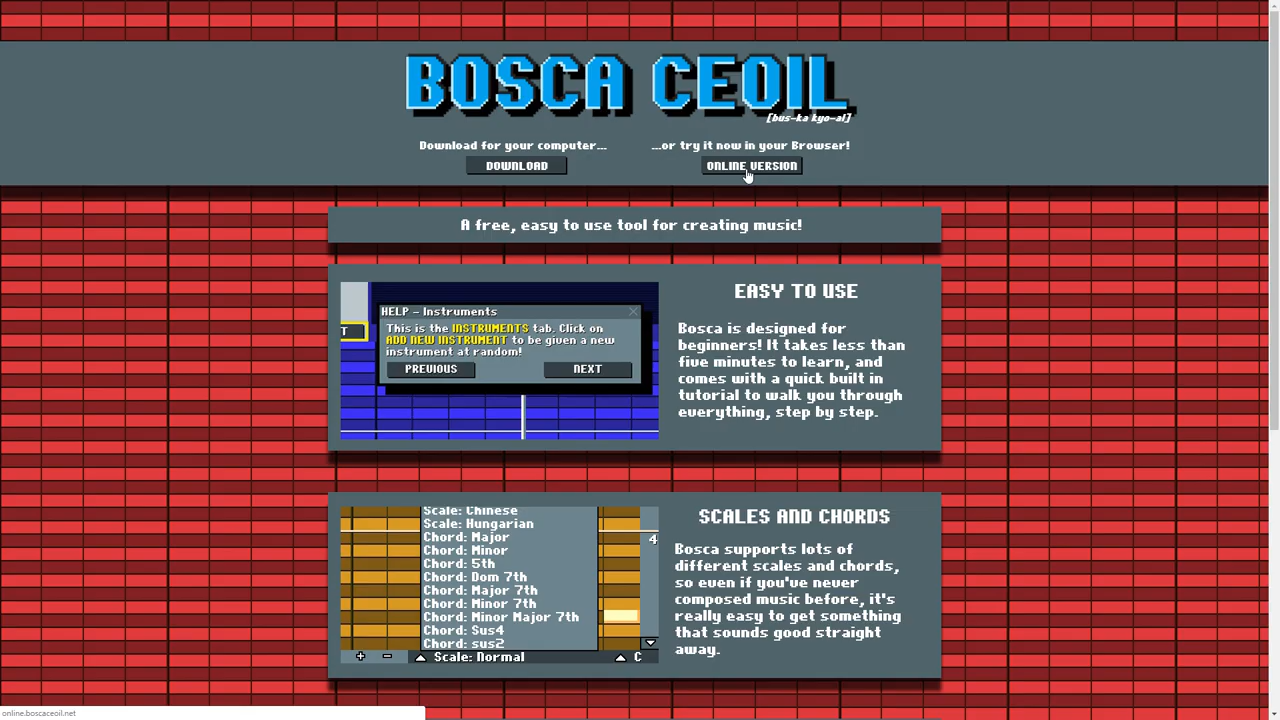 BOSCA CEOIL
[bus-ka kyo-al]
Download for your computer... ...or try it now in your Browser!
DOWNLOAD ONLINE VERSION
A free, easy to use tool for creating music!
HELP - Instruments
T
This is the INSTRUMENTS tab. Click on
ADD NEW INSTRUMENT to be given a new
instrument at random!
PREVIOUS NEXT
EASY TO USE
Bosca is designed for
beginners! It takes less than
five minutes to learn, and
comes with a quick built in
tutorial to walk you through
everything, step by step.
Scale: Chinese
Scale: Hungarian
Chord: Major
Chord: Minor
Chord: 5th
Chord: Dom 7th
Chord: Major 7th
Chord: Minor 7th
Chord: Minor Major 7th
Chord: Sus4
Chord: sus2
4
+ - Scale: Normal C
SCALES AND CHORDS
Bosca supports lots of
different scales and chords,
so even if you've never
composed music before, it's
really easy to get something
that sounds good straight
away.
online.boscaceoil.net